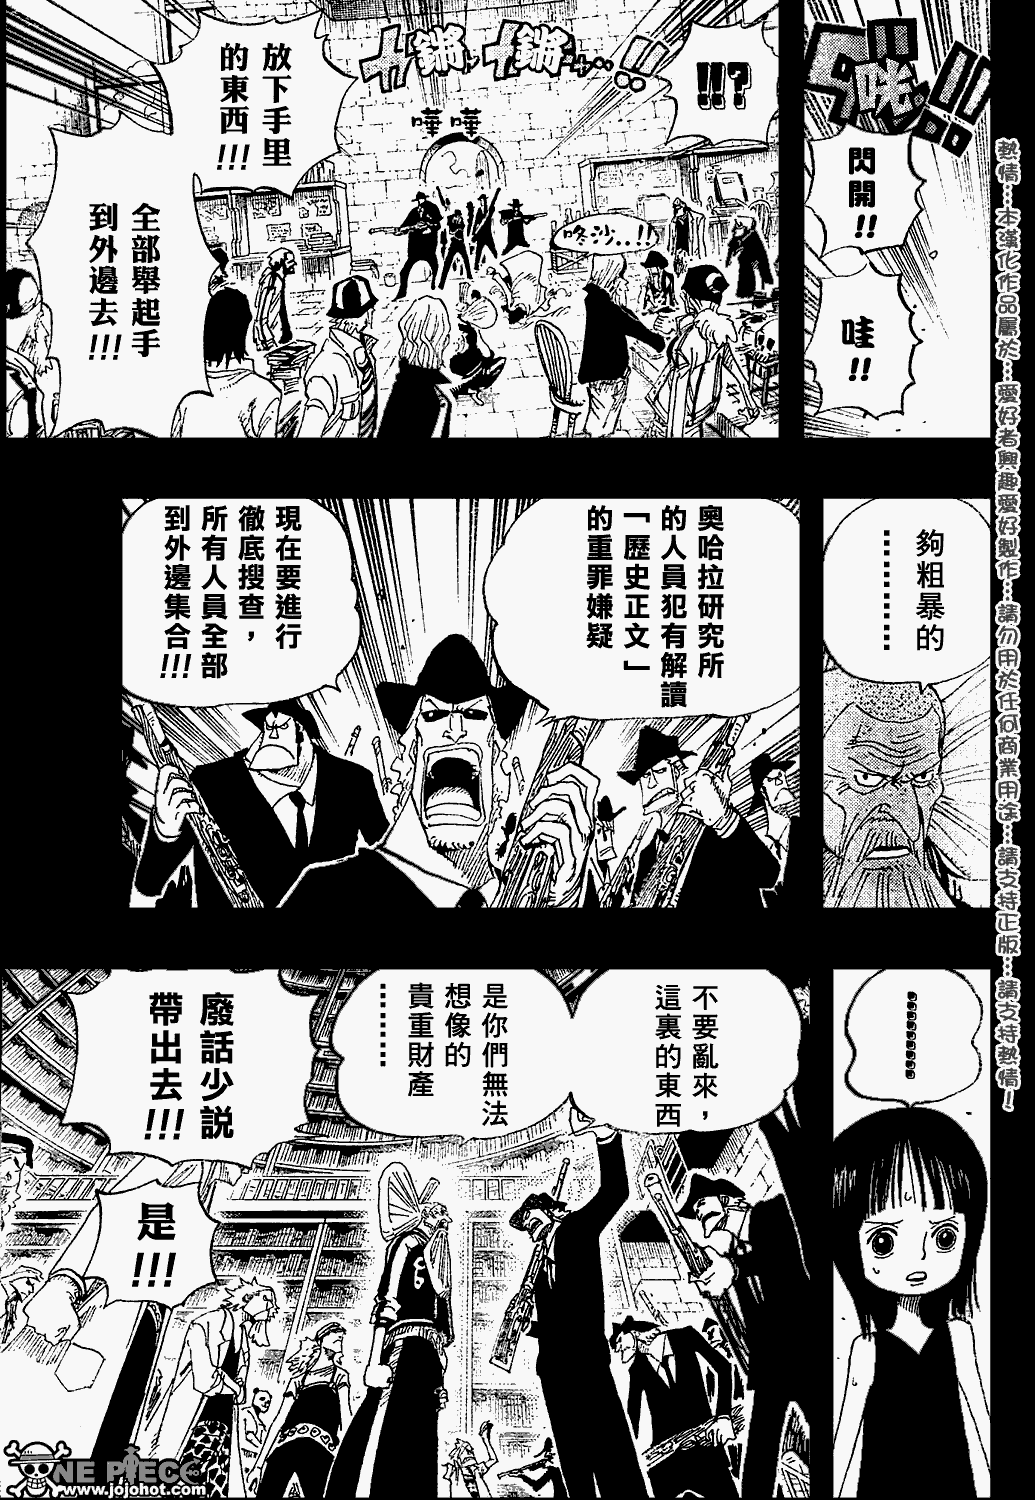 咣
!!
閃開!!
哇!!
!!?
鏘
鏘
!!
嘩嘩
咚沙..!!
放下手里
的東西!!!
全部舉起手
到外邊去!!!
夠粗暴的
………
奧哈拉研究所
的人員犯有解讀
「歷史正文」
的重罪嫌疑
現在要進行
徹底搜查，
所有人員全部
到外邊集合!!!
………
不要亂來，
這裏的東西
是你們無法
想像的
貴重財產
………
廢話少説
帶出去!!!
是!!!
熱情…本漢化作品屬於…愛好者興趣愛好製作…請勿用於任何商業用途…請支持正版…請支持熱情！
ONE PIECE
www.jojohot.com